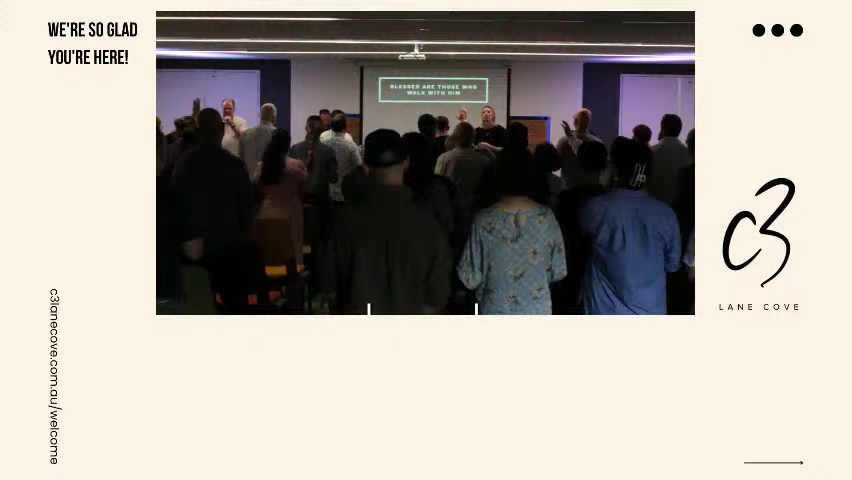 WE'RE SO GLAD
YOU'RE HERE!
BLESSED ARE THOSE WHO
WALK WITH HIM
c3
LANE COVE
c3lanecove.com.au/welcome